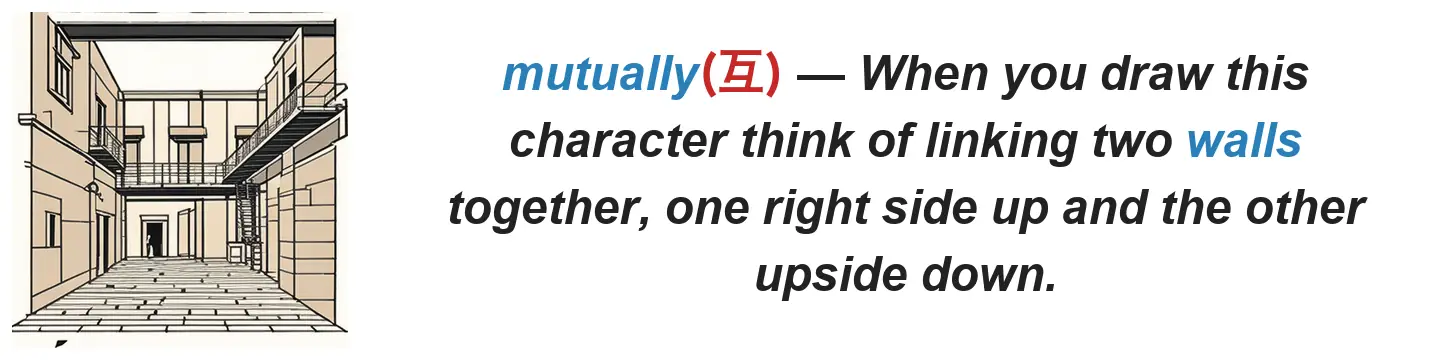 mutually(互) — When you draw this
character think of linking two walls
together, one right side up and the other
upside down.